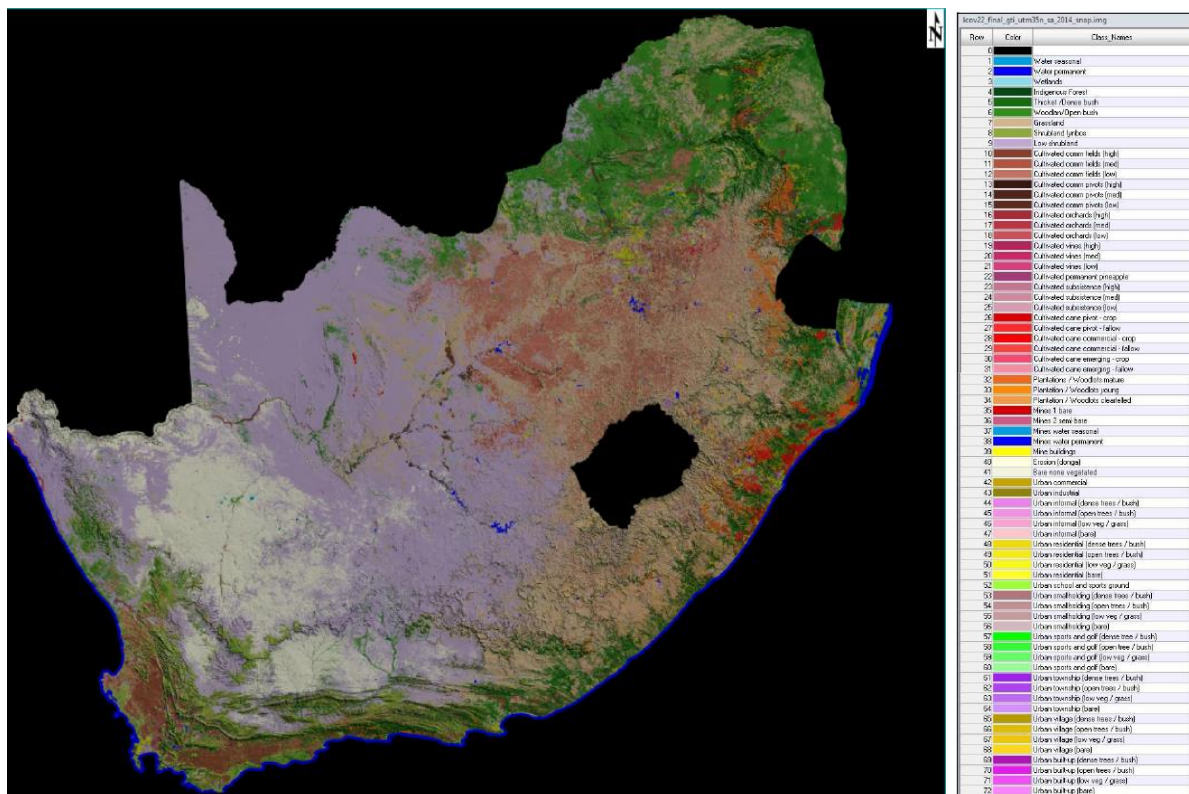 N
lcov22_final_gti_utm35n_sa_2014_snap.img
Row Color Class_Names
0
1 Water seasonal
2 Water permanent
3 Wetlands
4 Indigenous Forest
5 Thicket /Dense bush
6 Woodlan/Open bush
7 Grassland
8 Shrubland fynbos
9 Low shrubland
10 Cultivated comm fields (high)
11 Cultivated comm fields (med)
12 Cultivated comm fields (low)
13 Cultivated comm pivots (high)
14 Cultivated comm pivots (med)
15 Cultivated comm pivots (low)
16 Cultivated orchards (high)
17 Cultivated orchards (med)
18 Cultivated orchards (low)
19 Cultivated vines (high)
20 Cultivated vines (med)
21 Cultivated vines (low)
22 Cultivated permanent pineapple
23 Cultivated subsistence (high)
24 Cultivated subsistence (med)
25 Cultivated subsistence (low)
26 Cultivated cane pivot - crop
27 Cultivated cane pivot - fallow
28 Cultivated cane commercial - crop
29 Cultivated cane commercial - fallow
30 Cultivated cane emerging - crop
31 Cultivated cane emerging - fallow
32 Plantations / Woodlots mature
33 Plantation / Woodlots young
34 Plantation / Woodlots clearfelled
35 Mines 1 bare
36 Mines 2 semi bare
37 Mines water seasonal
38 Mines water permanent
39 Mine buildings
40 Erosion (donga)
41 Bare none vegetated
42 Urban commercial
43 Urban industrial
44 Urban informal (dense trees / bush)
45 Urban informal (open trees / bush)
46 Urban informal (low veg / grass)
47 Urban informal (bare)
48 Urban residential (dense trees / bush)
49 Urban residential (open trees / bush)
50 Urban residential (low veg / grass)
51 Urban residential (bare)
52 Urban school and sports ground
53 Urban smallholding (dense trees / bush)
54 Urban smallholding (open trees / bush)
55 Urban smallholding (low veg / grass)
56 Urban smallholding (bare)
57 Urban sports and golf (dense tree / bush)
58 Urban sports and golf (open tree / bush)
59 Urban sports and golf (low veg / grass)
60 Urban sports and golf (bare)
61 Urban township (dense trees / bush)
62 Urban township (open trees / bush)
63 Urban township (low veg / grass)
64 Urban township (bare)
65 Urban village (dense trees / bush)
66 Urban village (open trees / bush)
67 Urban village (low veg / grass)
68 Urban village (bare)
69 Urban built-up (dense trees / bush)
70 Urban built-up (open trees / bush)
71 Urban built-up (low veg / grass)
72 Urban built-up (bare)